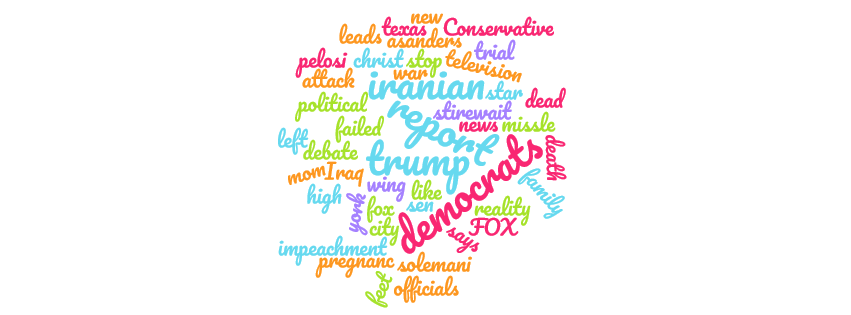 new
texas Conservative
leads asanders
trial
pelosi christ stop
war television
attack
iranian star
dead
political
stirewait
report
news missle
failed
left
debate
death
trump
democrats
mom Iraq
family
wing like
high
york
fox sen
reality
city
FOX
says
impeachment
pregnanc solemani
feet
officials